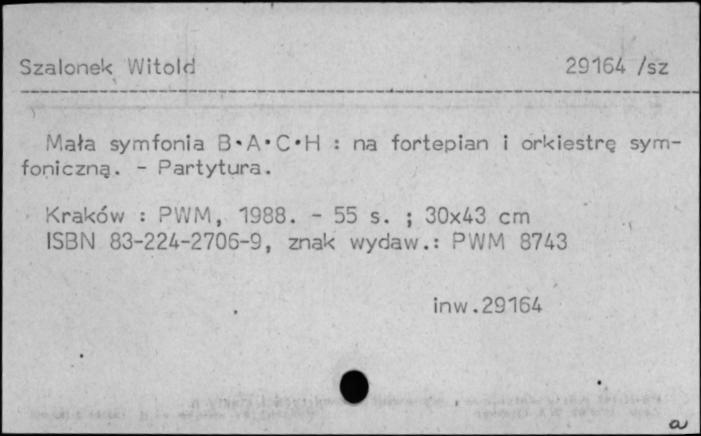 Szalonek Witold 29164 /sz
Mała symfonia B·A·C·H : na fortepian i orkiestrę sym-
foniczną. - Partytura.
Kraków : PWM, 1988. - 55 s. ; 30x43 cm
ISBN 83-224-2706-9, znak wydaw.: PWM 8743
inw.29164
a